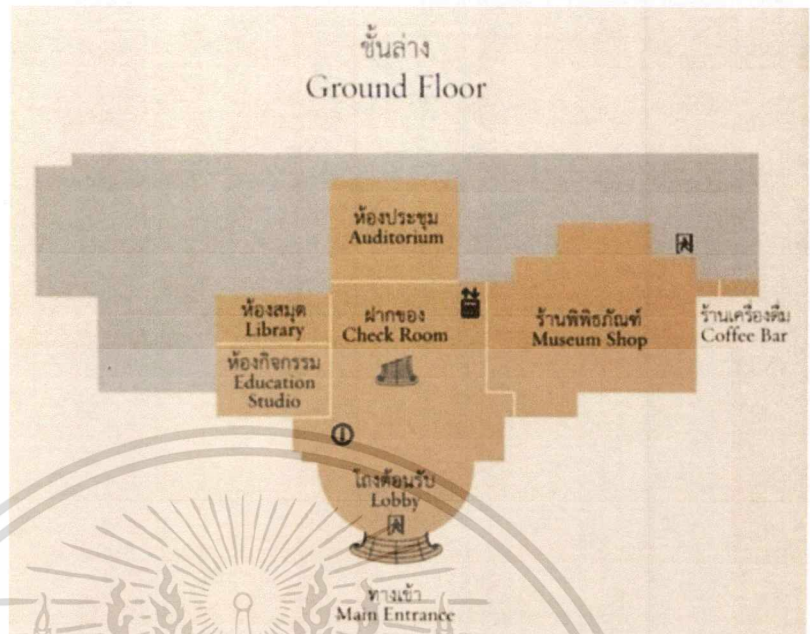 ชั้นล่าง
Ground Floor
ห้องประชุม
Auditorium
ห้องสมุด
Library
ฝากของ
Check Room
ร้านพิพิธภัณฑ์
Museum Shop
ร้านเครื่องดื่ม
Coffee Bar
ห้องกิจกรรม
Education
Studio
โถงต้อนรับ
Lobby
ทางเข้า
Main Entrance